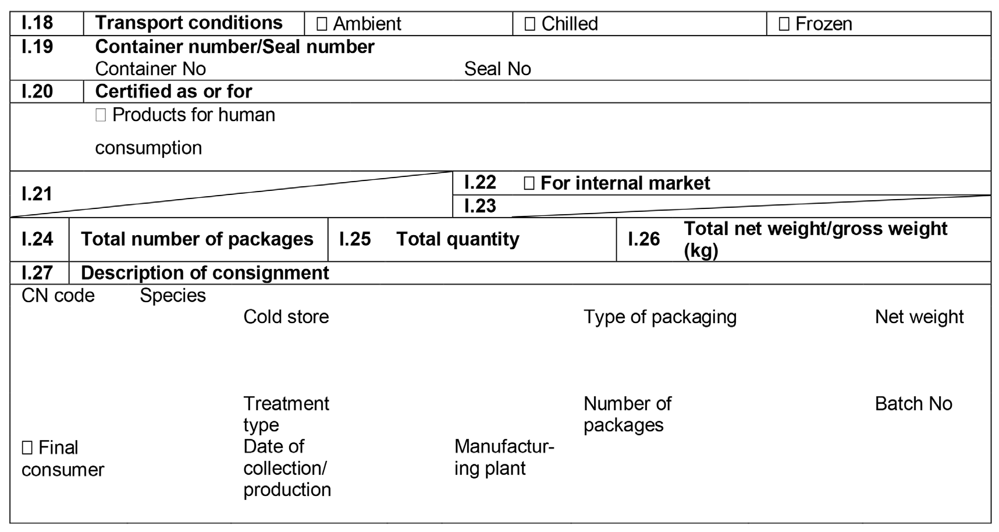 I.18 Transport conditions ☐ Ambient ☐ Chilled ☐ Frozen
I.19 Container number/Seal number
Container No Seal No
I.20 Certified as or for
☐ Products for human
consumption
I.21
I.22 ☐ For internal market
I.23
I.24 Total number of packages I.25 Total quantity I.26 Total net weight/gross weight
(kg)
I.27 Description of consignment
CN code Species
Cold store Type of packaging Net weight
Treatment Number of Batch No
type packages
☐ Final Date of Manufactur-
consumer collection/ ing plant
production